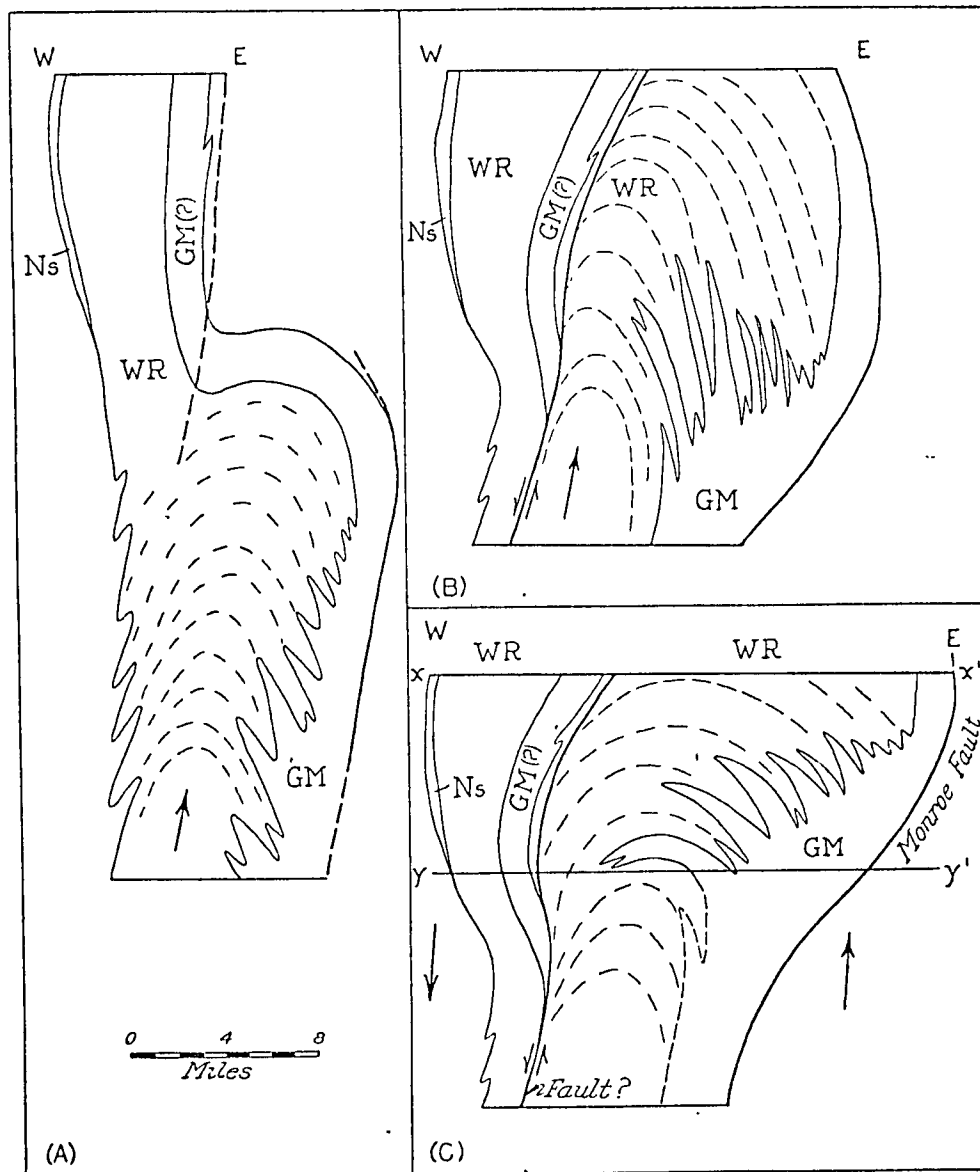 W E
GM(?)
Ns
WR
GM
0 4 8
Miles
(A)
W E
WR
WR
GM(?)
Ns
GM
(B)
W E
WR WR
x x'
Ns
GM(?)
GM
Monroe Fault
y y'
Fault?
(C)